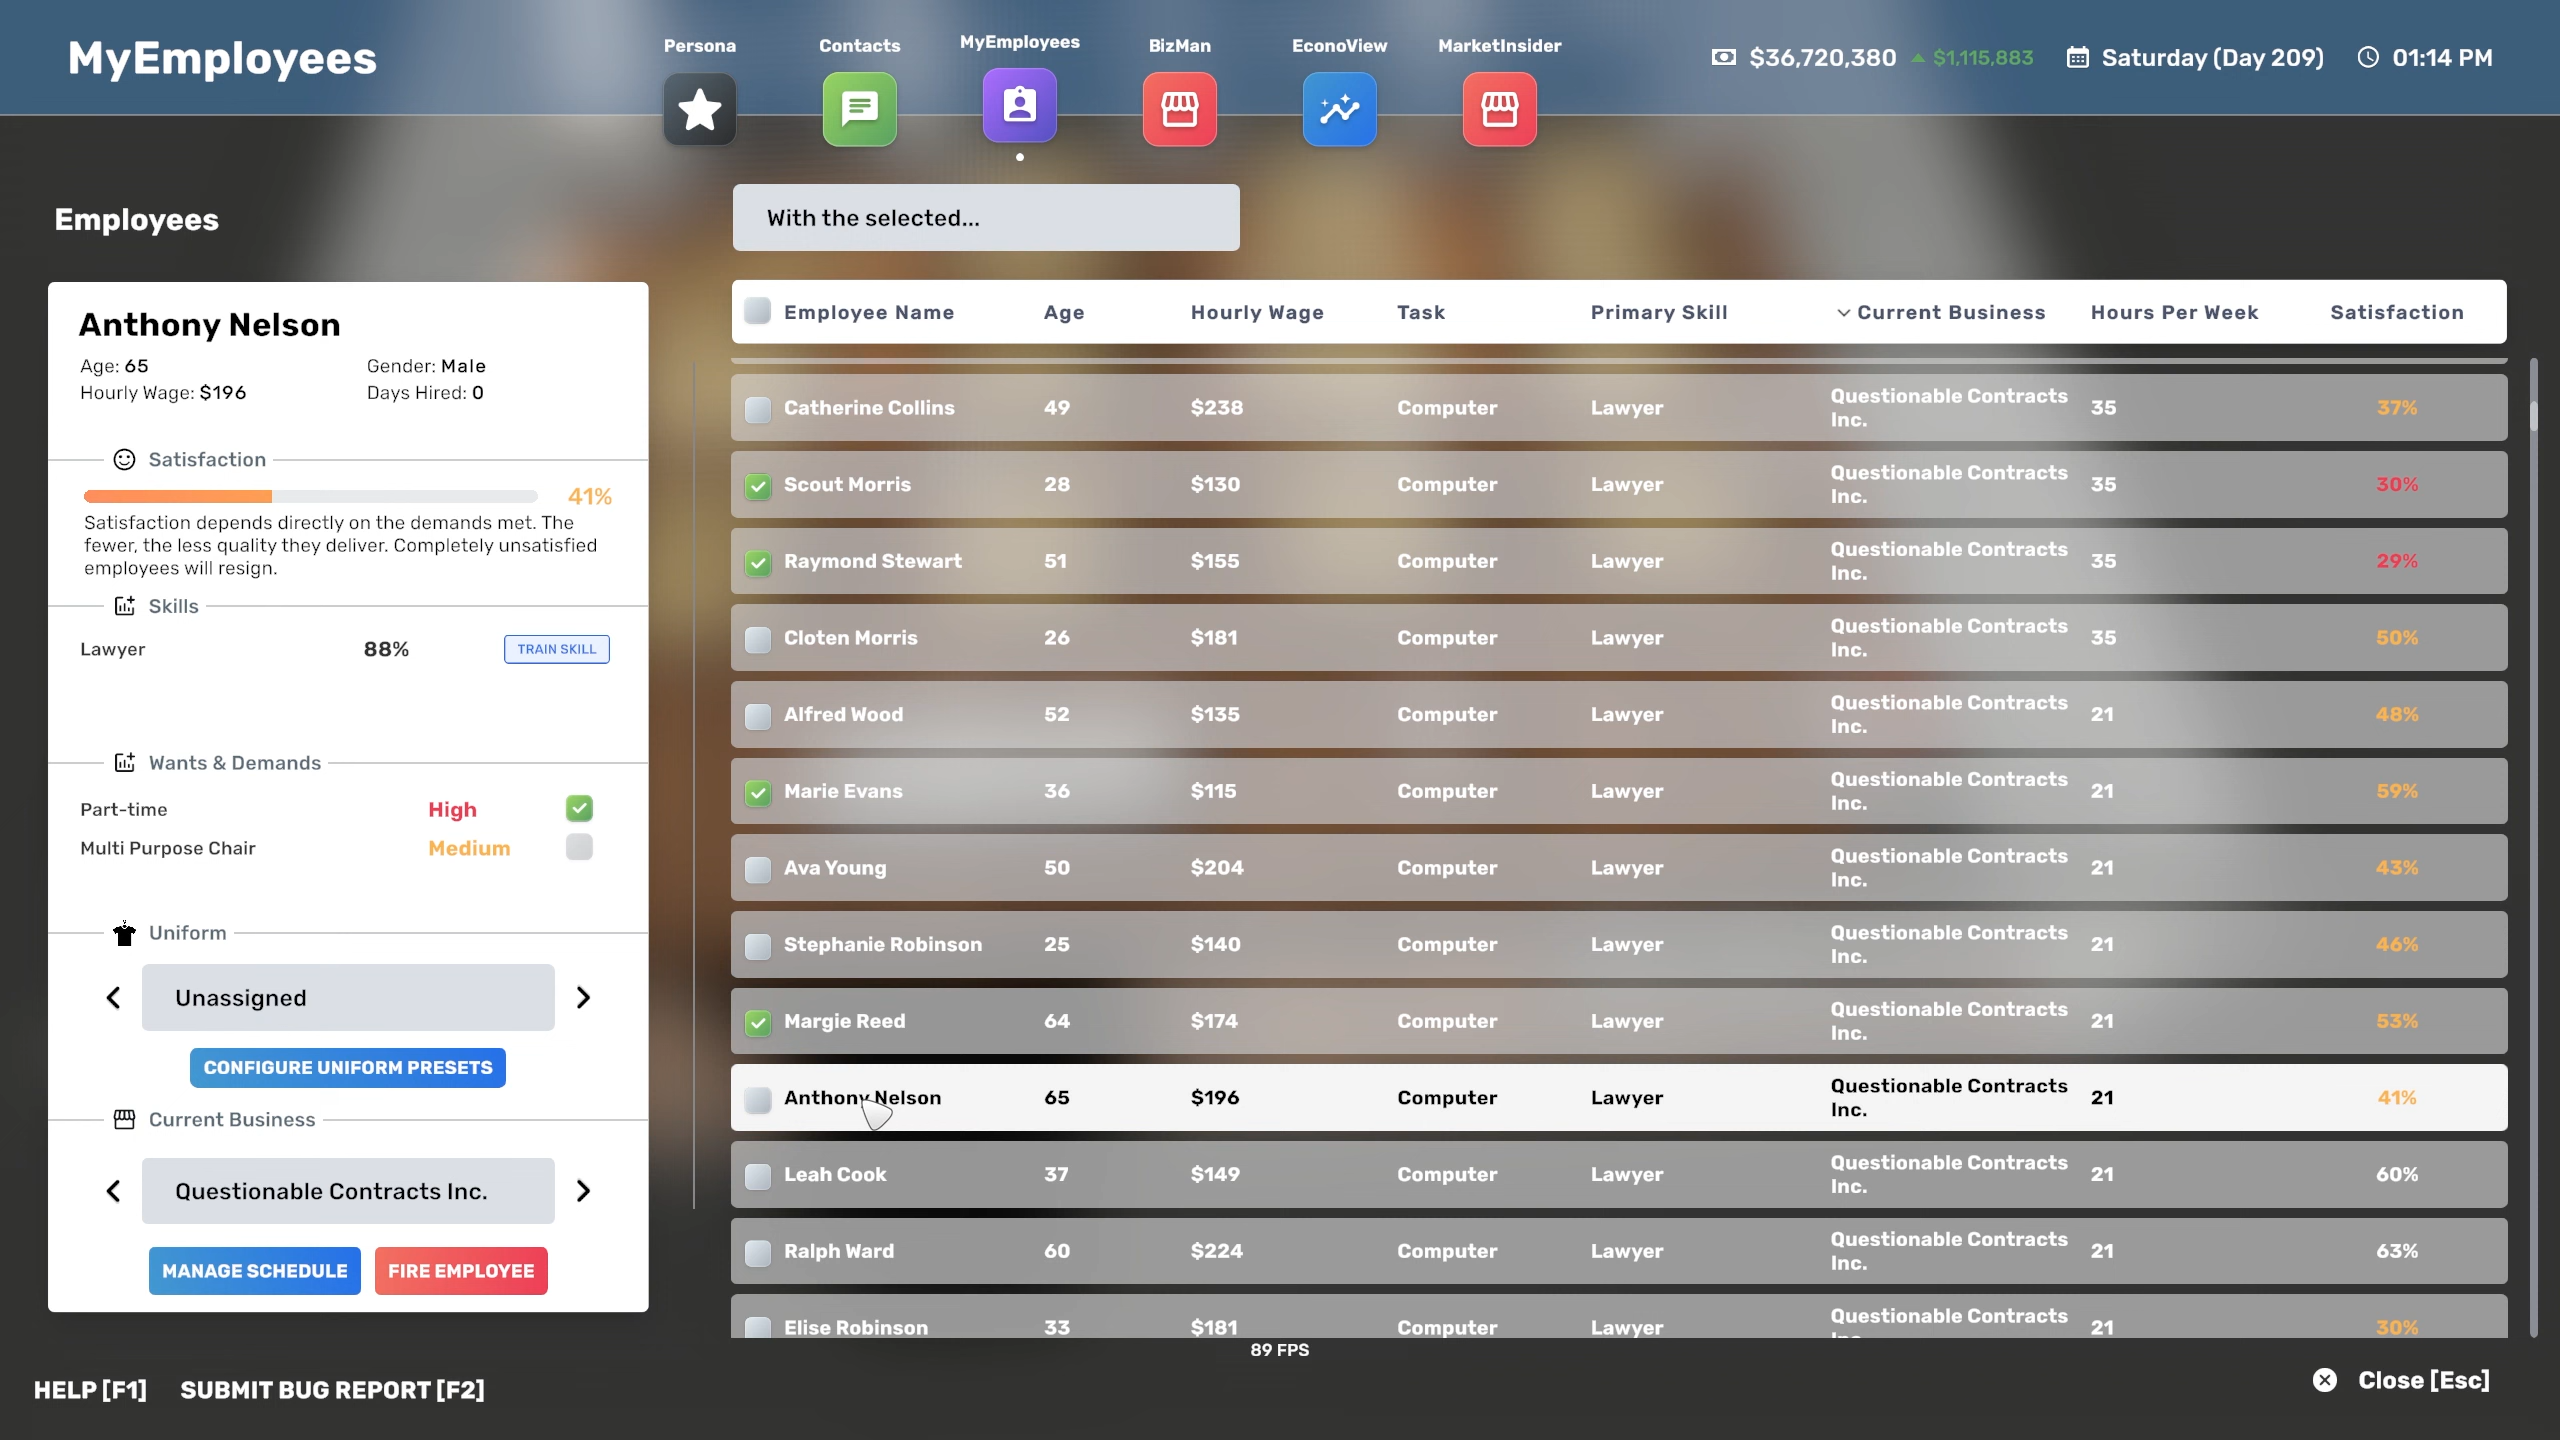 MyEmployees
Persona
Contacts
MyEmployees
BizMan
EconoView
MarketInsider
$36,720,380
$1,115,883
Saturday (Day 209)
01:14 PM
Employees
With the selected...
Anthony Nelson
Age: 65
Gender: Male
Hourly Wage: $196
Days Hired: 0
Satisfaction
41%
Satisfaction depends directly on the demands met. The
fewer, the less quality they deliver. Completely unsatisfied
employees will resign.
Skills
Lawyer 88% TRAIN SKILL
Wants & Demands
Part-time High
Multi Purpose Chair Medium
Uniform
Unassigned
CONFIGURE UNIFORM PRESETS
Current Business
Questionable Contracts Inc.
MANAGE SCHEDULE
FIRE EMPLOYEE
Employee Name Age Hourly Wage Task Primary Skill Current Business Hours Per Week Satisfaction
Catherine Collins 49 $238 Computer Lawyer Questionable Contracts 35 37%
Inc.
Scout Morris 28 $130 Computer Lawyer Questionable Contracts 35 30%
Inc.
Raymond Stewart 51 $155 Computer Lawyer Questionable Contracts 35 29%
Inc.
Cloten Morris 26 $181 Computer Lawyer Questionable Contracts 35 50%
Inc.
Alfred Wood 52 $135 Computer Lawyer Questionable Contracts 21 48%
Inc.
Marie Evans 36 $115 Computer Lawyer Questionable Contracts 21 59%
Inc.
Ava Young 50 $204 Computer Lawyer Questionable Contracts 21 43%
Inc.
Stephanie Robinson 25 $140 Computer Lawyer Questionable Contracts 21 46%
Inc.
Margie Reed 64 $174 Computer Lawyer Questionable Contracts 21 53%
Inc.
Anthony Nelson 65 $196 Computer Lawyer Questionable Contracts 21 41%
Inc.
Leah Cook 37 $149 Computer Lawyer Questionable Contracts 21 60%
Inc.
Ralph Ward 60 $224 Computer Lawyer Questionable Contracts 21 63%
Inc.
Elise Robinson 33 $181 Computer Lawyer Questionable Contracts 21 30%
89 FPS
HELP [F1]
SUBMIT BUG REPORT [F2]
Close [Esc]